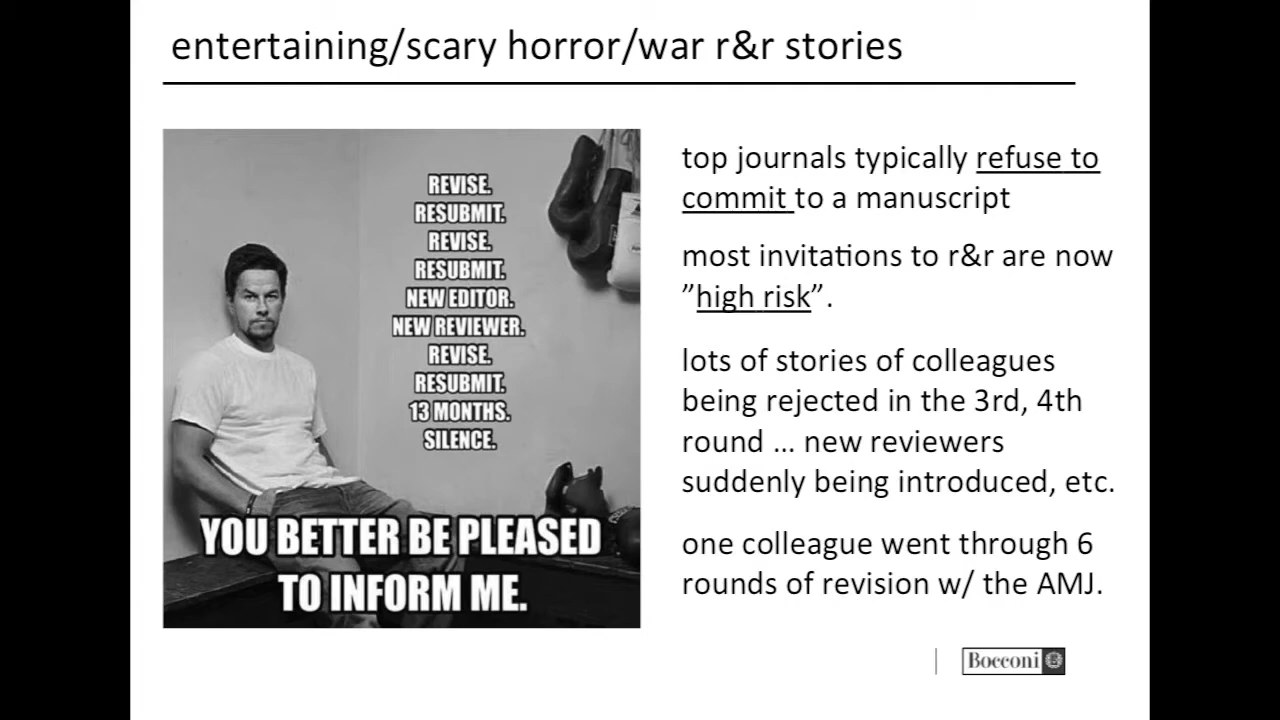 entertaining/scary horror/war r&r stories
REVISE.
RESUBMIT.
REVISE.
RESUBMIT.
NEW EDITOR.
NEW REVIEWER.
REVISE.
RESUBMIT.
13 MONTHS.
SILENCE.
YOU BETTER BE PLEASED
TO INFORM ME.
top journals typically refuse to
commit to a manuscript
most invitations to r&r are now
”high risk”.
lots of stories of colleagues
being rejected in the 3rd, 4th
round ... new reviewers
suddenly being introduced, etc.
one colleague went through 6
rounds of revision w/ the AMJ.
Bocconi